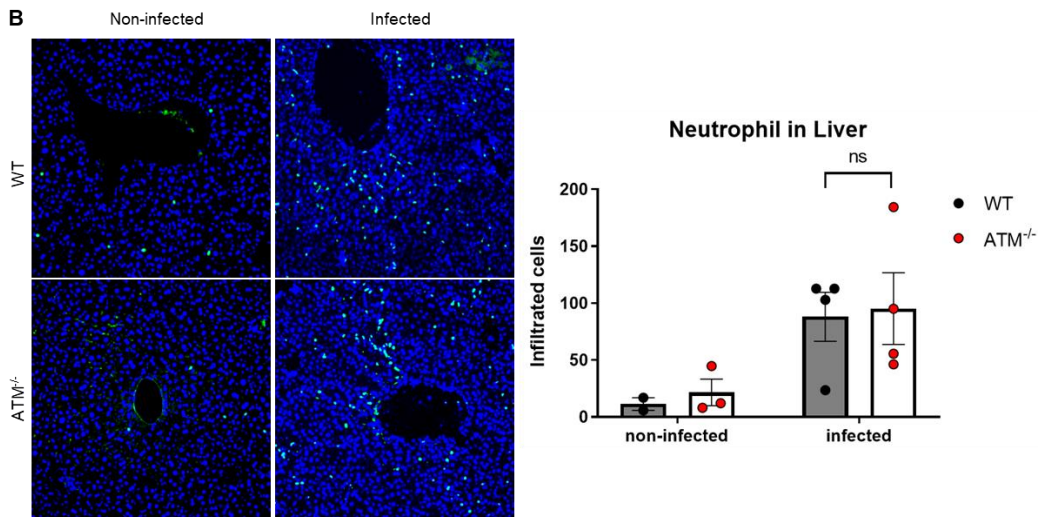 B
Non-infected
Infected
WT
ATM-/-
Neutrophil in Liver
ns
Infiltrated cells
200
150
100
50
0
non-infected
infected
WT
ATM-/-